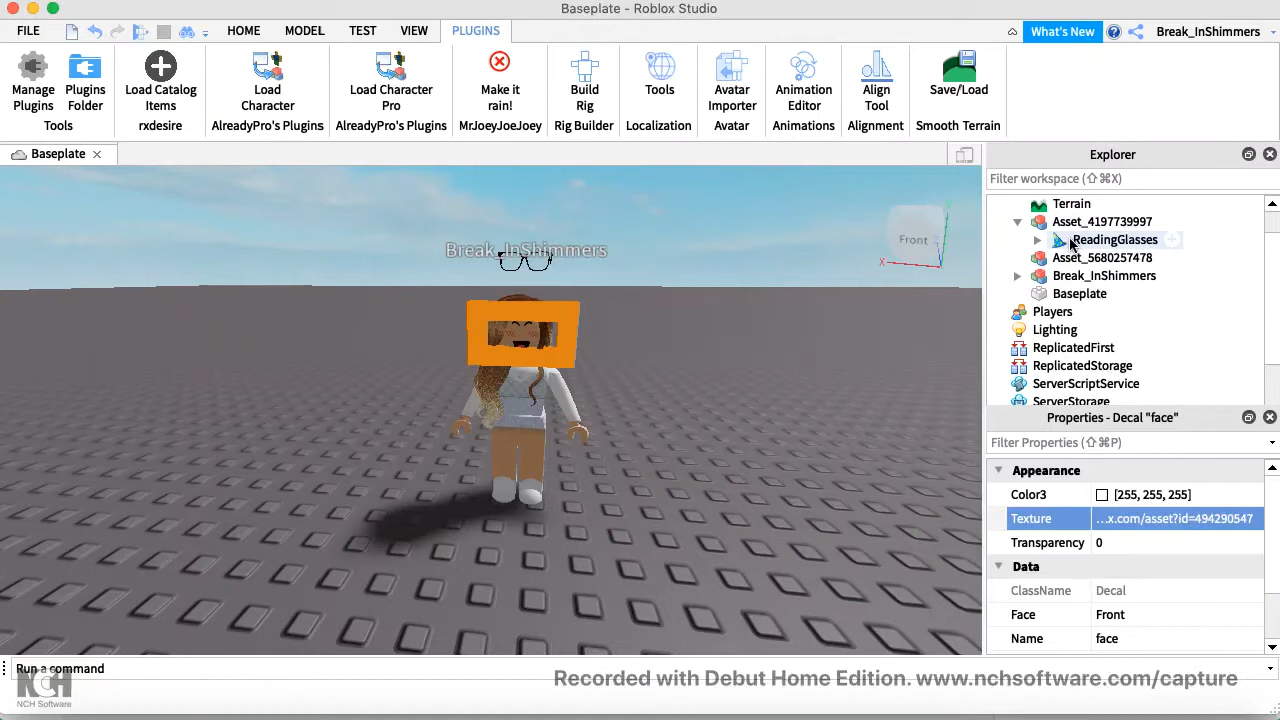 Baseplate - Roblox Studio
FILE HOME MODEL TEST VIEW PLUGINS What's New Break_InShimmers
Manage Plugins
Plugins Folder
Tools
Load Catalog Items
rxdesire
Load Character
AlreadyPro's Plugins
Load Character Pro
AlreadyPro's Plugins
Make it rain!
MrJoeyJoeJoey
Build Rig
Rig Builder
Tools
Localization
Avatar Importer
Avatar
Animation Editor
Animations
Align Tool
Alignment
Save/Load
Smooth Terrain
Baseplate
Break_InShimmers
Front
X
Explorer
Filter workspace (⇧⌘X)
Terrain
Asset_4197739997
ReadingGlasses
Asset_5680257478
Break_InShimmers
Baseplate
Players
Lighting
ReplicatedFirst
ReplicatedStorage
ServerScriptService
ServerStorage
Properties - Decal "face"
Filter Properties (⇧⌘P)
Appearance
Color3 [255, 255, 255]
Texture ...x.com/asset?id=494290547
Transparency 0
Data
ClassName Decal
Face Front
Name face
Run a command
NCH
NCH Software
Recorded with Debut Home Edition. www.nchsoftware.com/capture